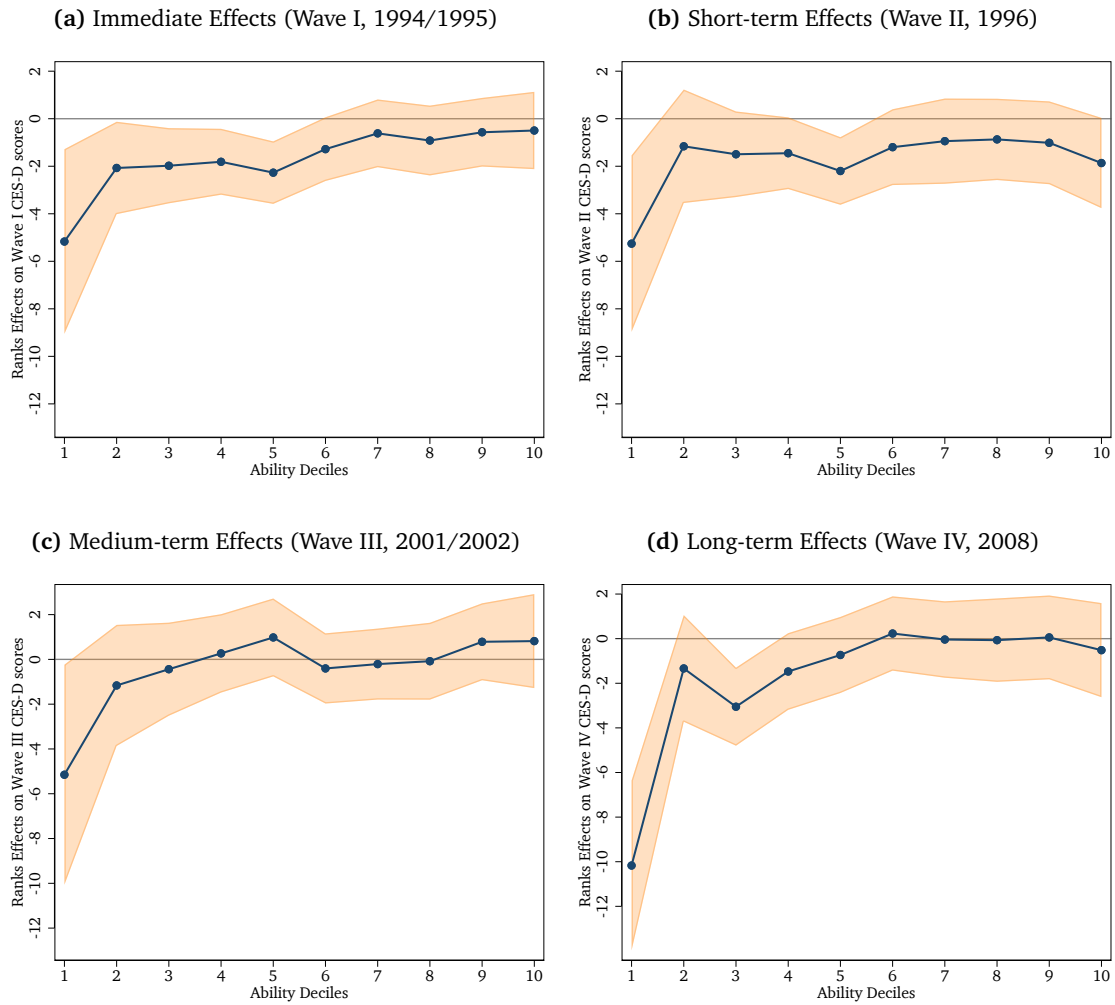 (a) Immediate Effects (Wave I, 1994/1995)
Ranks Effects on Wave I CES-D scores
2
0
-2
-4
-6
-8
-10
-12
1 2 3 4 5 6 7 8 9 10
Ability Deciles
(b) Short-term Effects (Wave II, 1996)
Ranks Effects on Wave II CES-D scores
2
0
-2
-4
-6
-8
-10
-12
1 2 3 4 5 6 7 8 9 10
Ability Deciles
(c) Medium-term Effects (Wave III, 2001/2002)
Ranks Effects on Wave III CES-D scores
2
0
-2
-4
-6
-8
-10
-12
1 2 3 4 5 6 7 8 9 10
Ability Deciles
(d) Long-term Effects (Wave IV, 2008)
Ranks Effects on Wave IV CES-D scores
2
0
-2
-4
-6
-8
-10
-12
1 2 3 4 5 6 7 8 9 10
Ability Deciles